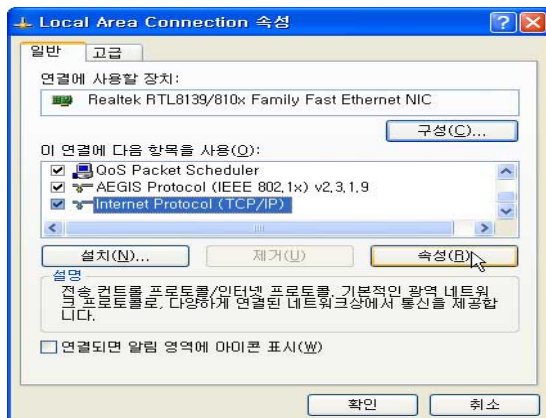 Local Area Connection 속성
일반 고급
연결에 사용할 장치:
Realtek RTL8139/810x Family Fast Ethernet NIC
구성(C)...
이 연결에 다음 항목을 사용(O):
QoS Packet Scheduler
AEGIS Protocol (IEEE 802.1x) v2.3.1.9
Internet Protocol (TCP/IP)
설치(N)... 제거(U) 속성(R)
설명
전송 컨트롤 프로토콜/인터넷 프로토콜. 기본적인 광역 네트워
크 프로토콜로, 다양하게 연결된 네트워크상에서 통신을 제공합
니다.
연결되면 알림 영역에 아이콘 표시(W)
확인 취소